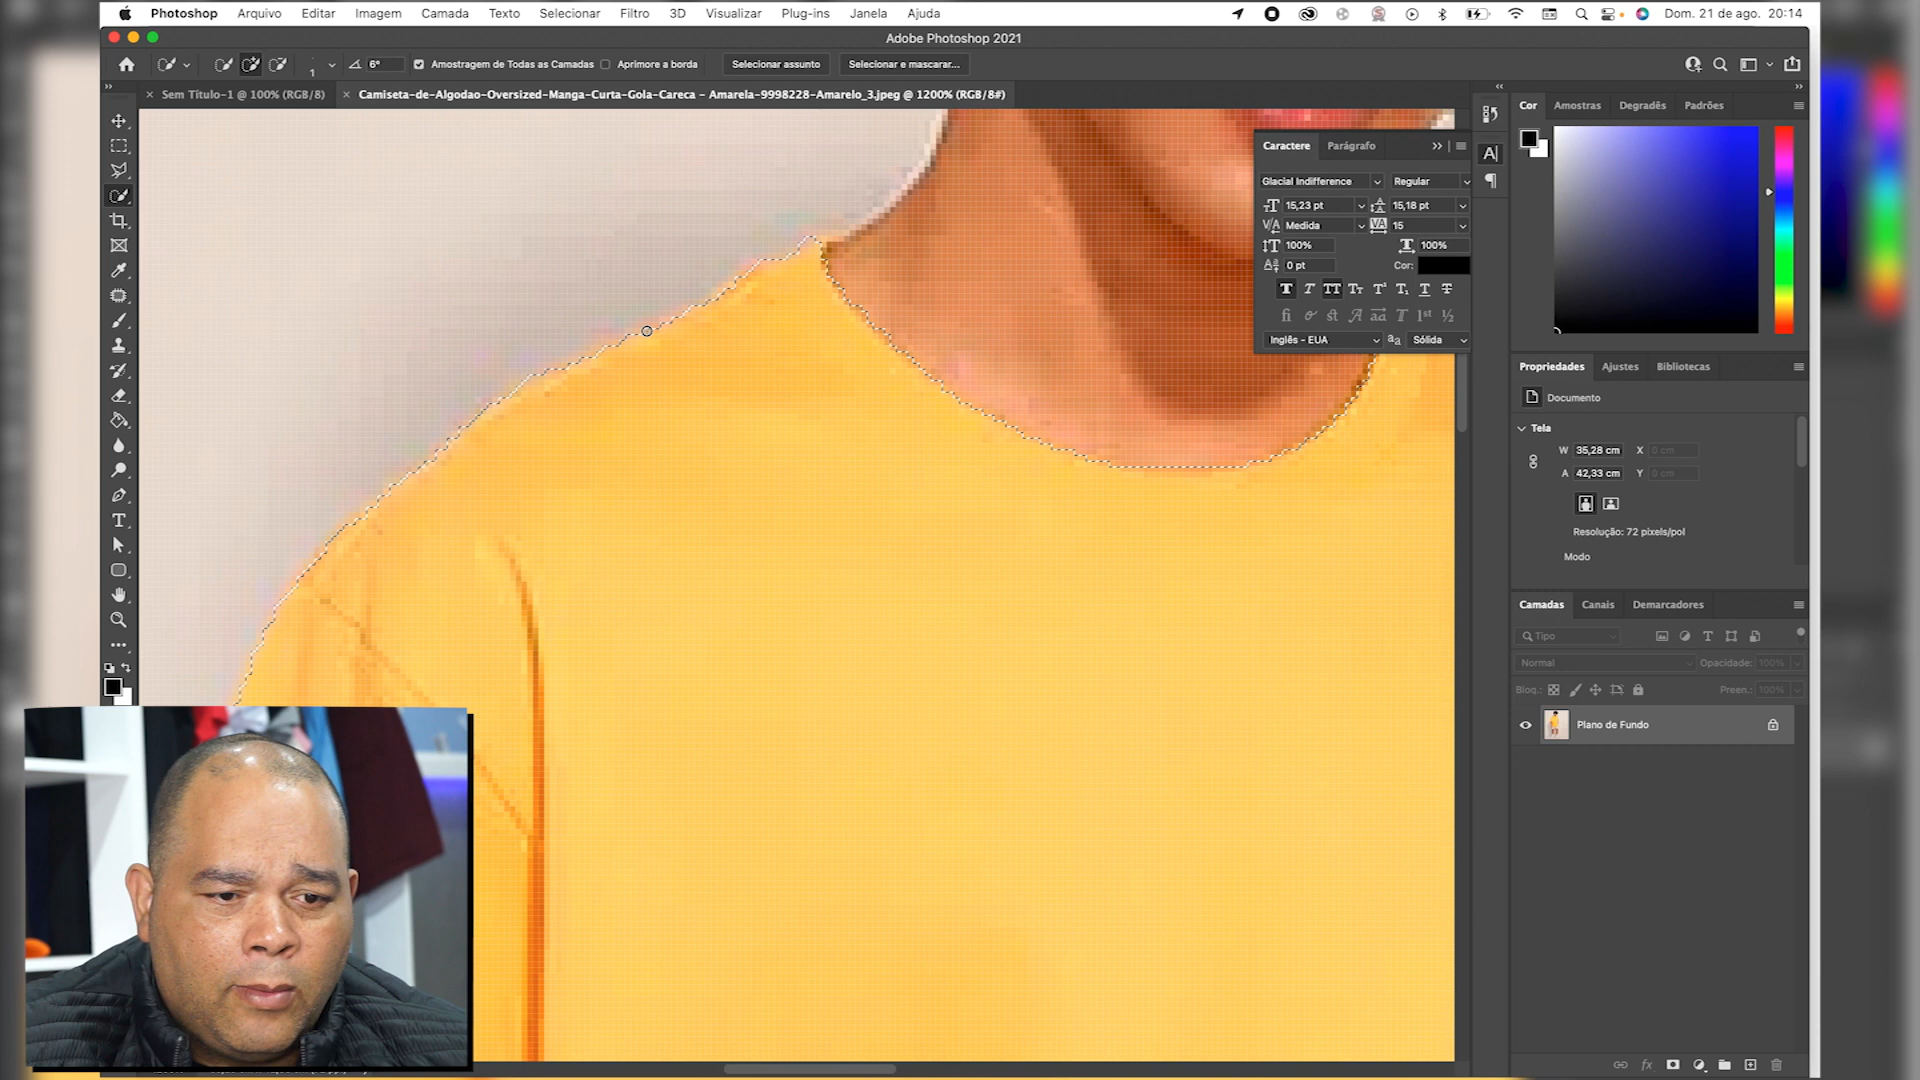 Photoshop Arquivo Editar Imagem Camada Texto Selecionar Filtro 3D Visualizar Plug-ins Janela Ajuda Dom. 21 de ago. 20:14
Adobe Photoshop 2021
1 6° Amostragem de Todas as Camadas Aprimore a borda Selecionar assunto Selecionar e mascarar...
Sem Título-1 @ 100% (RGB/8) Camiseta-de-Algodao-Oversized-Manga-Curta-Gola-Careca - Amarela-9998228-Amarelo_3.jpeg @ 1200% (RGB/8#)
Cor Amostras Degradês Padrões
Caractere Parágrafo
Glacial Indifference Regular
15,23 pt 15,18 pt
Medida 15
100% 100%
0 pt Cor:
Inglês - EUA Sólida
Propriedades Ajustes Bibliotecas
Documento
Tela
W 35,28 cm X 0 cm
A 42,33 cm Y 0 cm
Resolução: 72 pixels/pol
Modo
Camadas Canais Demarcadores
Tipo
Normal Opacidade: 100%
Bloq.: Preen.: 100%
Plano de Fundo